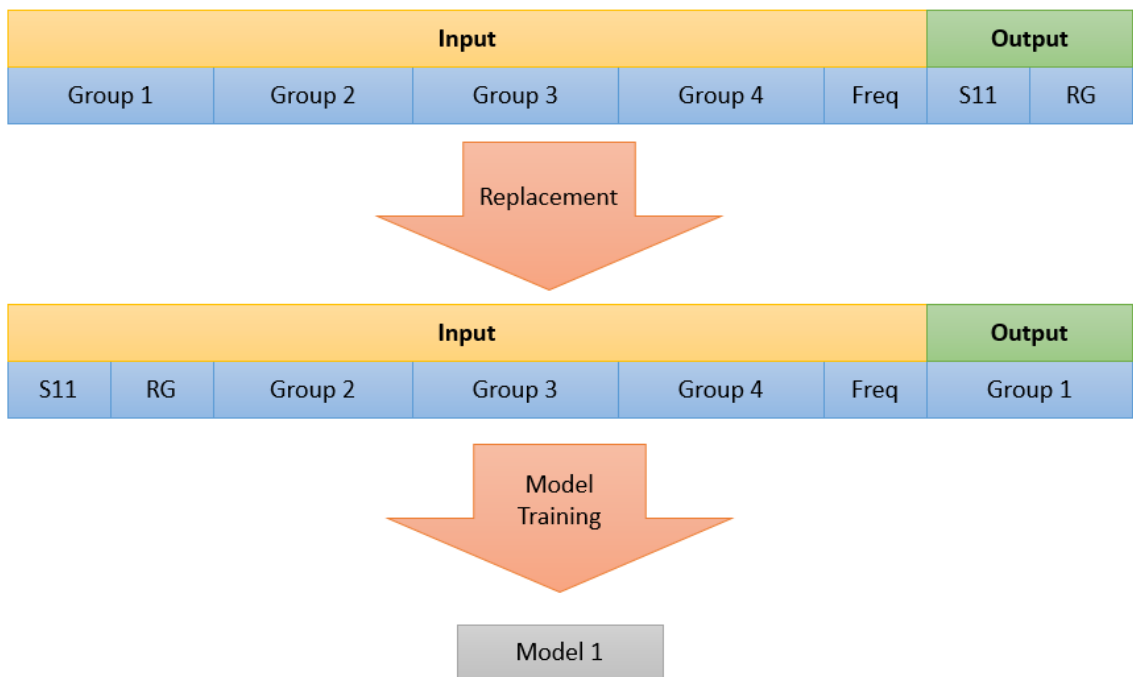 Input Output
Group 1 Group 2 Group 3 Group 4 Freq S11 RG
Replacement
Input Output
S11 RG Group 2 Group 3 Group 4 Freq Group 1
Model
Training
Model 1